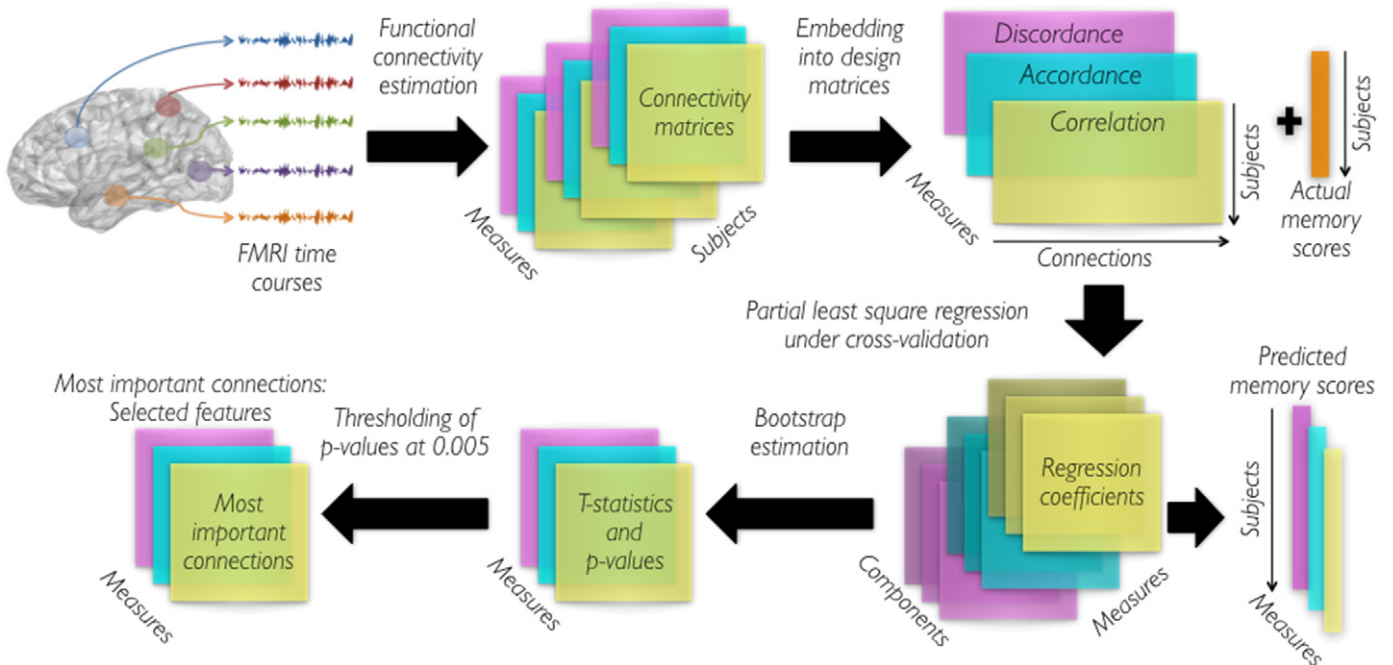 FMRI time
courses
Functional
connectivity
estimation
Connectivity
matrices
Measures
Subjects
Embedding
into design
matrices
Discordance
Accordance
Correlation
Measures
Subjects
Connections
Subjects
Actual
memory
scores
Partial least square regression
under cross-validation
Predicted
memory scores
Subjects
Measures
Regression
coefficients
Components
Measures
Bootstrap
estimation
T-statistics
and
p-values
Measures
Thresholding of
p-values at 0.005
Most important connections:
Selected features
Most
important
connections
Measures